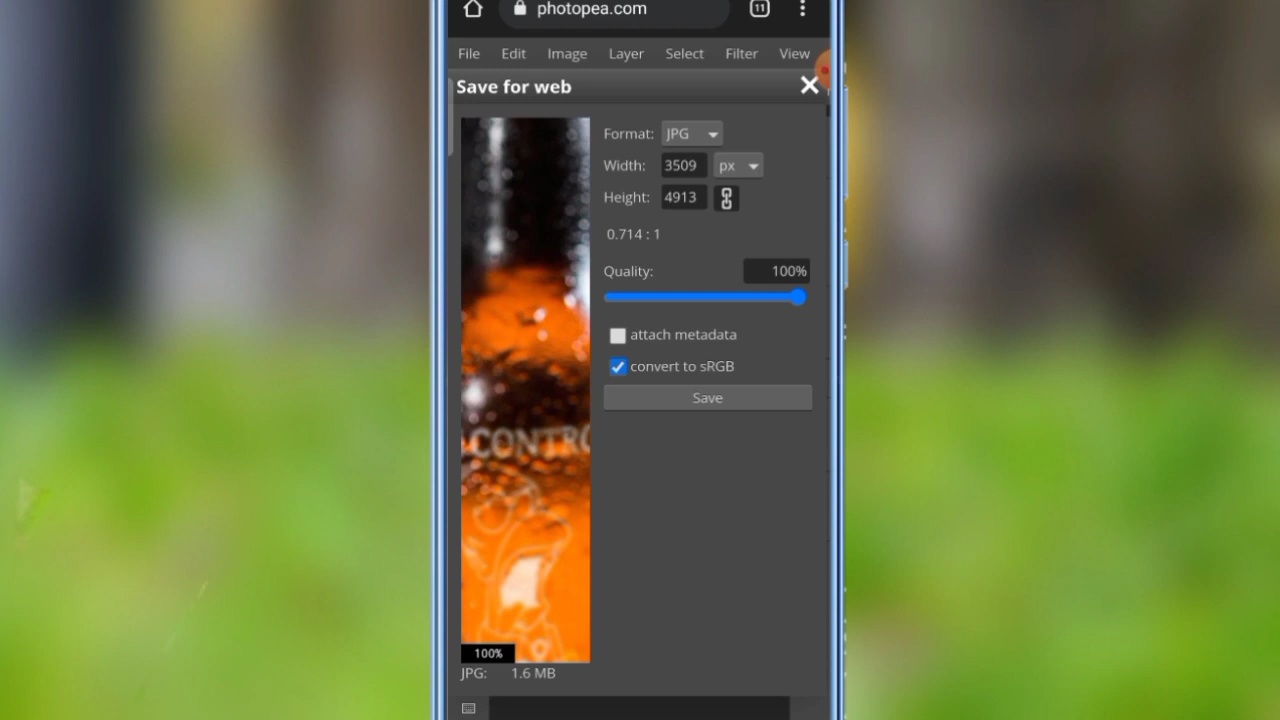 photopea.com
11
File Edit Image Layer Select Filter View
Save for web
Format: JPG
Width: 3509 px
Height: 4913
0.714 : 1
Quality: 100%
attach metadata
convert to sRGB
Save
CONTRO
100%
JPG: 1.6 MB